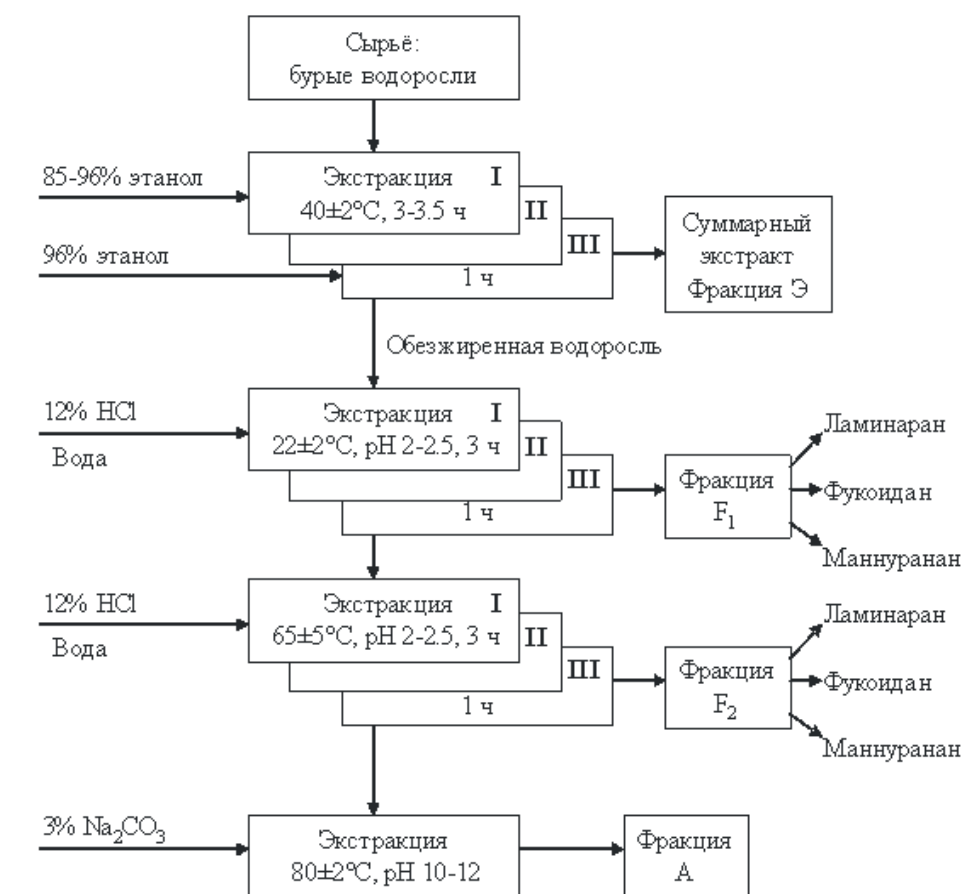 Сырьё:
бурые водоросли
85-96% этанол
Экстракция I
40±2°C, 3-3.5 ч
II
III
96% этанол
1 ч
Суммарный
экстракт
Фракция Э
Обезжиренная водоросль
12% HCl
Вода
Экстракция I
22±2°C, pH 2-2.5, 3 ч
II
III
1 ч
Фракция
F1
Ламинаран
Фукоидан
Маннуранан
12% HCl
Вода
Экстракция I
65±5°C, pH 2-2.5, 3 ч
II
III
1 ч
Фракция
F2
Ламинаран
Фукоидан
Маннуранан
3% Na2CO3
Экстракция
80±2°C, pH 10-12
Фракция
А